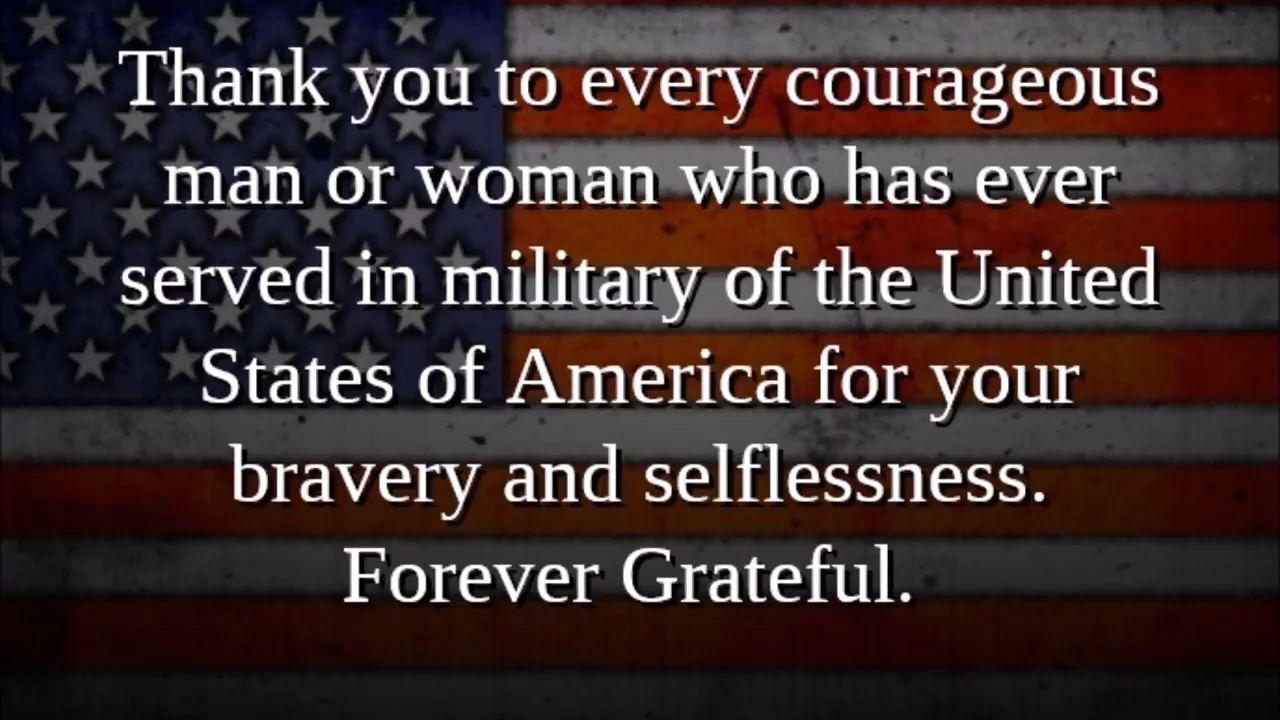 Thank you to every courageous
man or woman who has ever
served in military of the United
States of America for your
bravery and selflessness.
Forever Grateful.